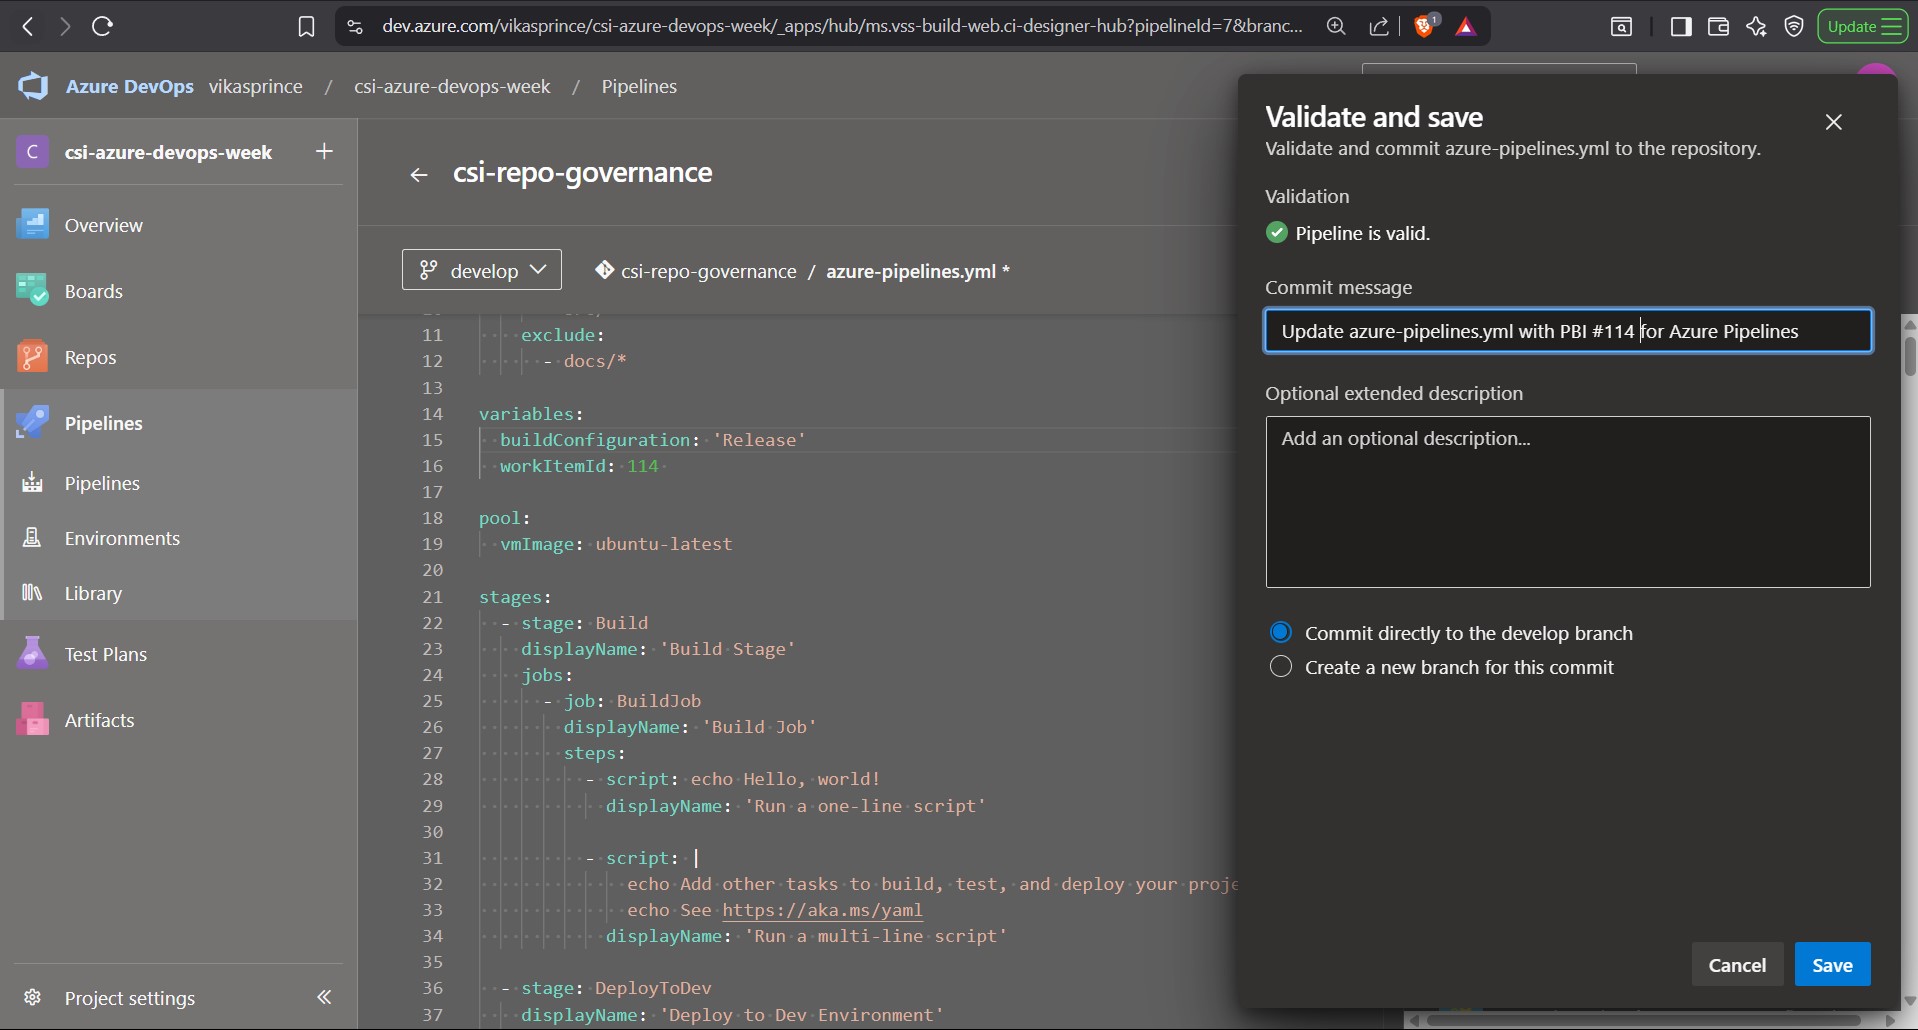 dev.azure.com/vikasprince/csi-azure-devops-week/_apps/hub/ms.vss-build-web.ci-designer-hub?pipelineId=7&branc...
1
Update
Azure DevOps vikasprince / csi-azure-devops-week / Pipelines
C csi-azure-devops-week
Overview
Boards
Repos
Pipelines
Pipelines
Environments
Library
Test Plans
Artifacts
Project settings
csi-repo-governance
develop
csi-repo-governance / azure-pipelines.yml *
11 exclude:
12 - docs/*
13
14 variables:
15 buildConfiguration: 'Release'
16 workItemId: 114
17
18 pool:
19 vmImage: ubuntu-latest
20
21 stages:
22 - stage: Build
23 displayName: 'Build Stage'
24 jobs:
25 - job: BuildJob
26 displayName: 'Build Job'
27 steps:
28 - script: echo Hello, world!
29 displayName: 'Run a one-line script'
30
31 - script: |
32 echo Add other tasks to build, test, and deploy your proje
33 echo See https://aka.ms/yaml
34 displayName: 'Run a multi-line script'
35
36 - stage: DeployToDev
37 displayName: 'Deploy to Dev Environment'
Validate and save
Validate and commit azure-pipelines.yml to the repository.
Validation
Pipeline is valid.
Commit message
Update azure-pipelines.yml with PBI #114 for Azure Pipelines
Optional extended description
Add an optional description...
Commit directly to the develop branch
Create a new branch for this commit
Cancel
Save